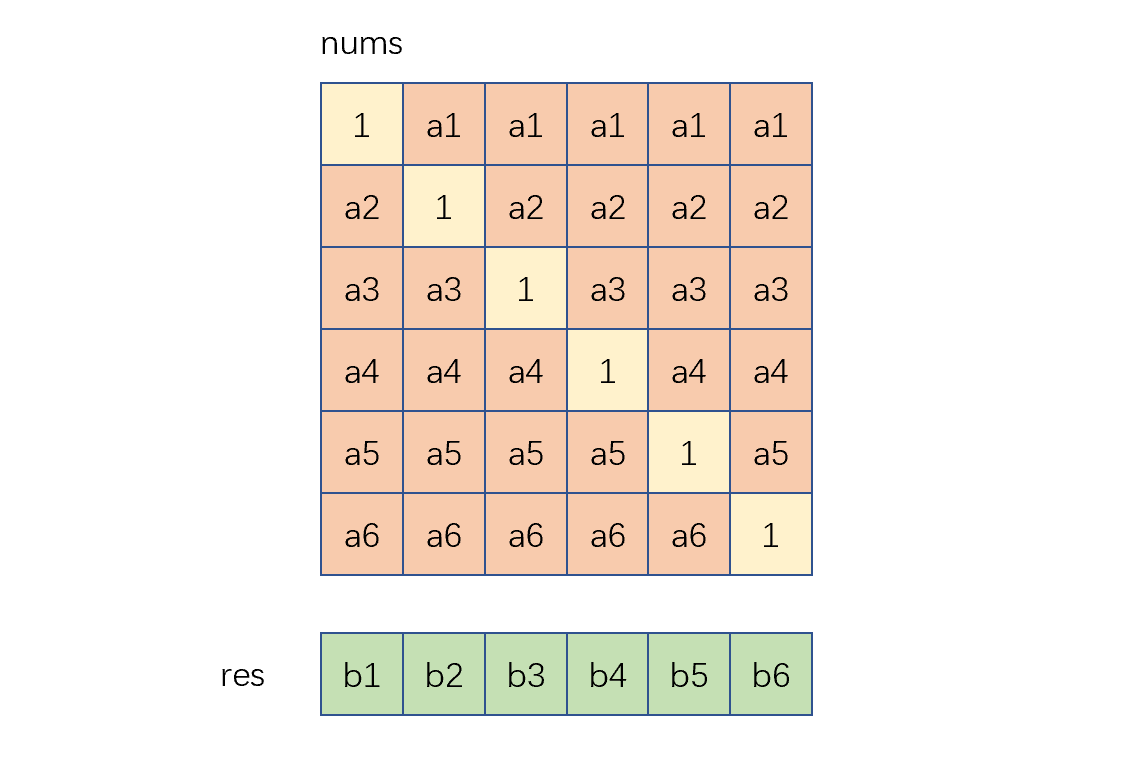 nums
1 a1 a1 a1 a1 a1
a2 1 a2 a2 a2 a2
a3 a3 1 a3 a3 a3
a4 a4 a4 1 a4 a4
a5 a5 a5 a5 1 a5
a6 a6 a6 a6 a6 1
res b1 b2 b3 b4 b5 b6